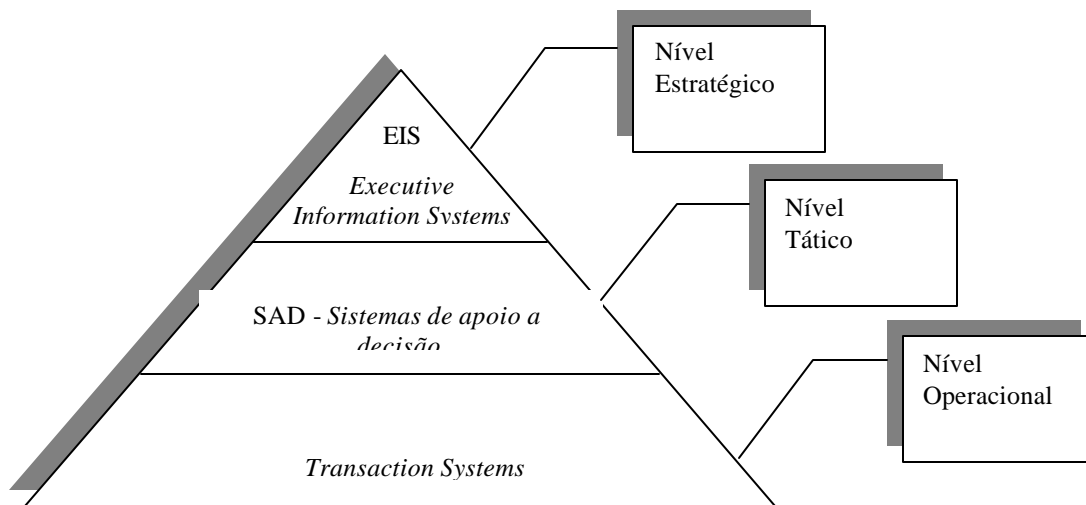 EIS
Executive
Information Systems
SAD - Sistemas de apoio a
decisão
Transaction Systems
Nível
Estratégico
Nível
Tático
Nível
Operacional